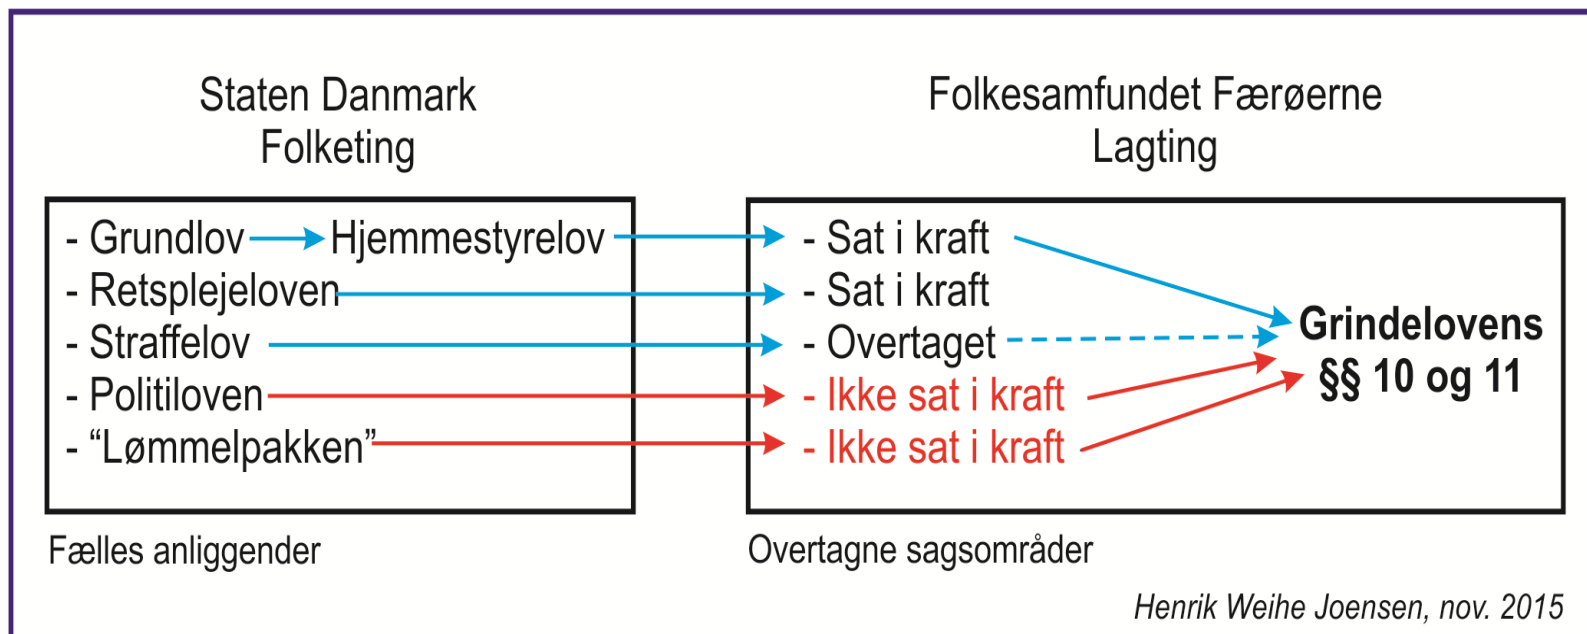 Staten Danmark
Folketing
- Grundlov Hjemmestyrelov
- Retsplejeloven
- Straffelov
- Politiloven
- “Lømmelpakken”
Fælles anliggender
Folkesamfundet Færøerne
Lagting
- Sat i kraft
- Sat i kraft
- Overtaget
- Ikke sat i kraft
- Ikke sat i kraft
Grindelovens
§§ 10 og 11
Overtagne sagsområder
Henrik Weihe Joensen, nov. 2015